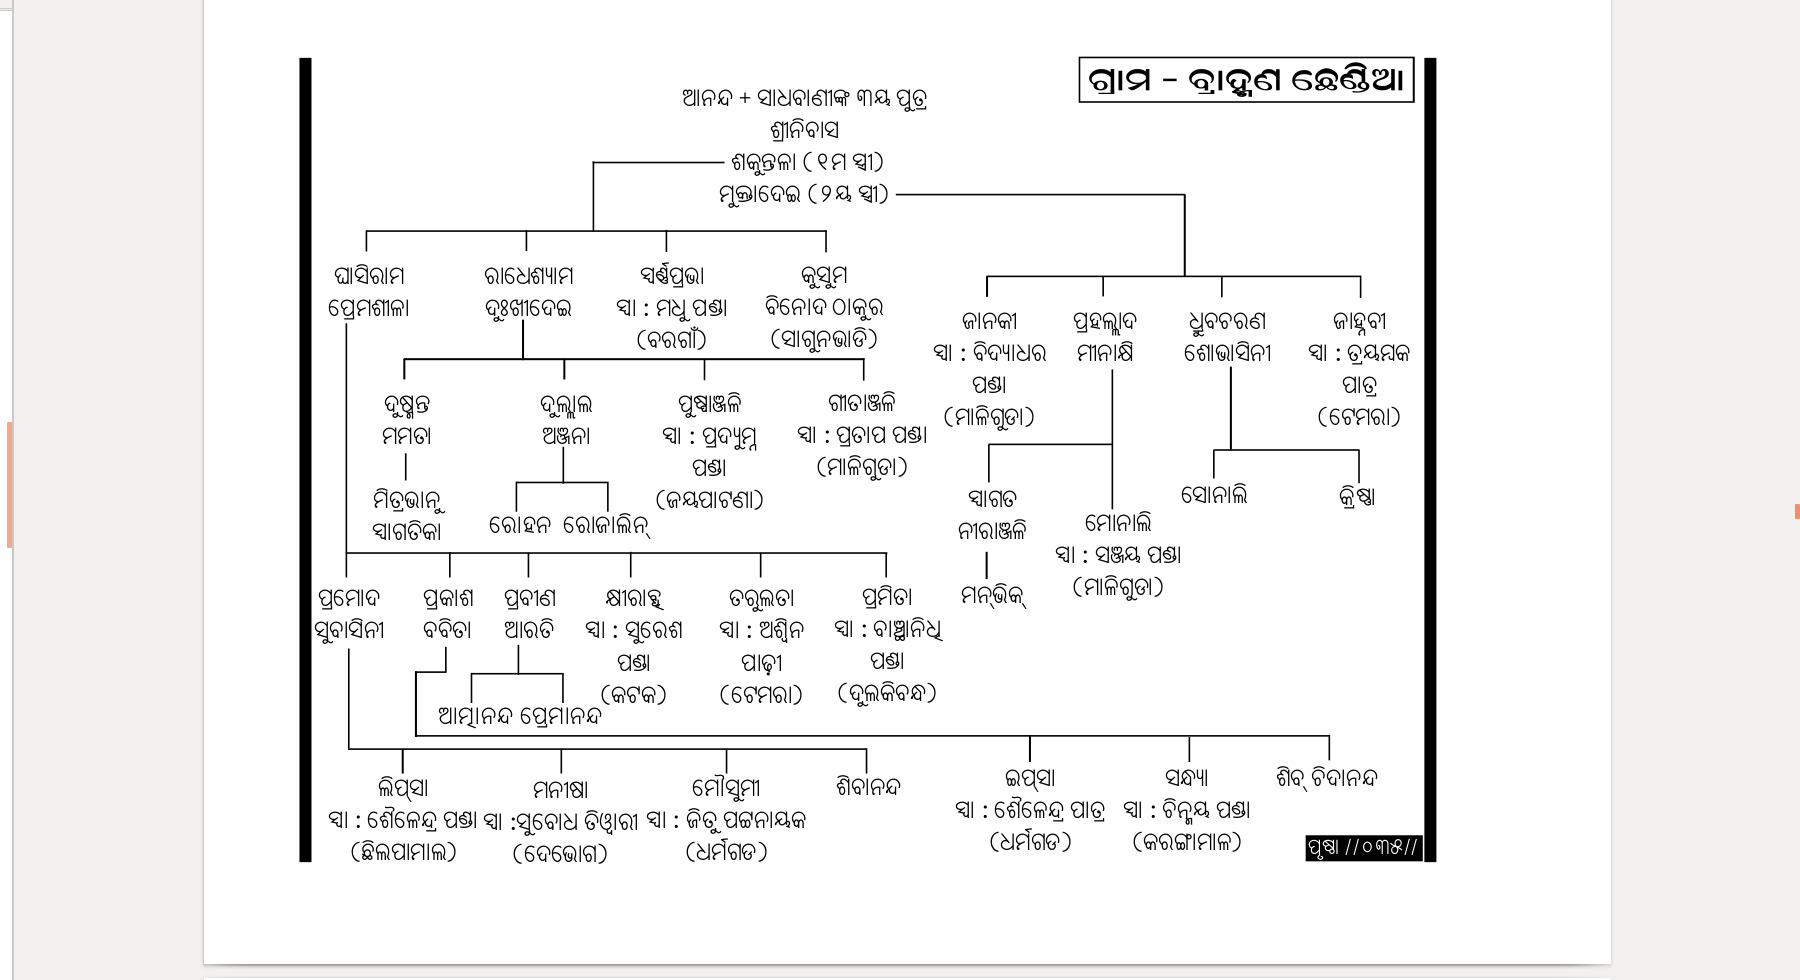 ଗ୍ରାମ - ବ୍ରାହ୍ମଣ ଛେଣ୍ଡିଆ
ଆନନ୍ଦ + ସାଧବାଣୀଙ୍କ ୩ୟ ପୁତ୍ର
ଶ୍ରୀନିବାସ
ଶକୁନ୍ତଳା (୧ମ ସ୍ତ୍ରୀ)
ମୁକ୍ତାଦେଇ (୨ୟ ସ୍ତ୍ରୀ)
ଘାସିରାମ ରାଧେଶ୍ୟାମ ସ୍ୱର୍ଣ୍ଣପ୍ରଭା କୁସୁମ
ପ୍ରେମଶୀଳା ଦୁଃଖୀଦେଇ ସ୍ୱା : ମଧୁ ପଣ୍ଡା ବିନୋଦ ଠାକୁର
(ବରଗାଁ) (ସାଗୁନଭାଡି)
ଜାନକୀ ପ୍ରହଲ୍ଲାଦ ଧ୍ରୁବଚରଣ ଜାହ୍ନବୀ
ସ୍ୱା : ବିଦ୍ୟାଧର ମୀନାକ୍ଷି ଶୋଭାସିନୀ ସ୍ୱା : ତ୍ରୟମ୍ବକ
ପଣ୍ଡା ପାତ୍ର
(ମାଳିଗୁଡା) (ଟେମରା)
ଦୁଷ୍ମନ୍ତ ଦୁଲ୍ଲାଲ ପୁଷ୍ପାଞ୍ଜଳି ଗୀତାଞ୍ଜଳି
ମମତା ଅଞ୍ଜନା ସ୍ୱା : ପ୍ରଦ୍ୟୁମ୍ନ ସ୍ୱା : ପ୍ରତାପ ପଣ୍ଡା
ପଣ୍ଡା (ମାଳିଗୁଡା)
(ଜୟପାଟଣା)
ମିତ୍ରଭାନୁ ରୋହନ ରୋଜାଲିନ୍
ସ୍ୱାଗତିକା
ସ୍ୱାଗତ ମୋନାଲି ସୋନାଲି କ୍ରିଷ୍ଣା
ନୀରାଞ୍ଜଳି ସ୍ୱା : ସଞ୍ଜୟ ପଣ୍ଡା
(ମାଳିଗୁଡା)
ମନ୍‌ଭିକ୍
ପ୍ରମୋଦ ପ୍ରକାଶ ପ୍ରବୀଣ କ୍ଷୀରାବ୍ଧି ତରୁଲତା ପ୍ରମିତା
ସୁବାସିନୀ ବବିତା ଆରତି ସ୍ୱା : ସୁରେଶ ସ୍ୱା : ଅଶ୍ୱିନ ସ୍ୱା : ବାଞ୍ଛାନିଧି
ପଣ୍ଡା ପାଢ଼ୀ ପଣ୍ଡା
(କଟକ) (ଟେମରା) (ଦୁଲକିବନ୍ଧ)
ଆତ୍ମାନନ୍ଦ ପ୍ରେମାନନ୍ଦ
ଲିପ୍‌ସା ମନୀଷା ମୌସୁମୀ ଶିବାନନ୍ଦ
ସ୍ୱା : ଶୈଳେନ୍ଦ୍ର ପଣ୍ଡା ସ୍ୱା :ସୁବୋଧ ତିୱାରୀ ସ୍ୱା : ଜିତୁ ପଟ୍ଟନାୟକ
(ଛିଲପାମାଲ) (ଦେଭୋଗ) (ଧର୍ମଗଡ)
ଇପ୍‌ସା ସନ୍ଧ୍ୟା ଶିବ୍ ଚିଦାନନ୍ଦ
ସ୍ୱା : ଶୈଳେନ୍ଦ୍ର ପାତ୍ର ସ୍ୱା : ଚିନ୍ମୟ ପଣ୍ଡା
(ଧର୍ମଗଡ) (କରଙ୍ଗାମାଳ)
ପୃଷ୍ଠା //୦୩୫//